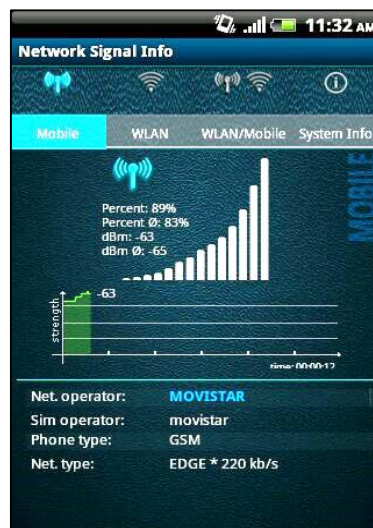 11:32 AM
Network Signal Info
Mobile WLAN WLAN/Mobile System Info
MOBILE
Percent: 89%
Percent Ø: 83%
dBm: -63
dBm Ø: -65
-63
strength
time: 00:00:12
Net. operator: MOVISTAR
Sim operator: movistar
Phone type: GSM
Net. type: EDGE * 220 kb/s